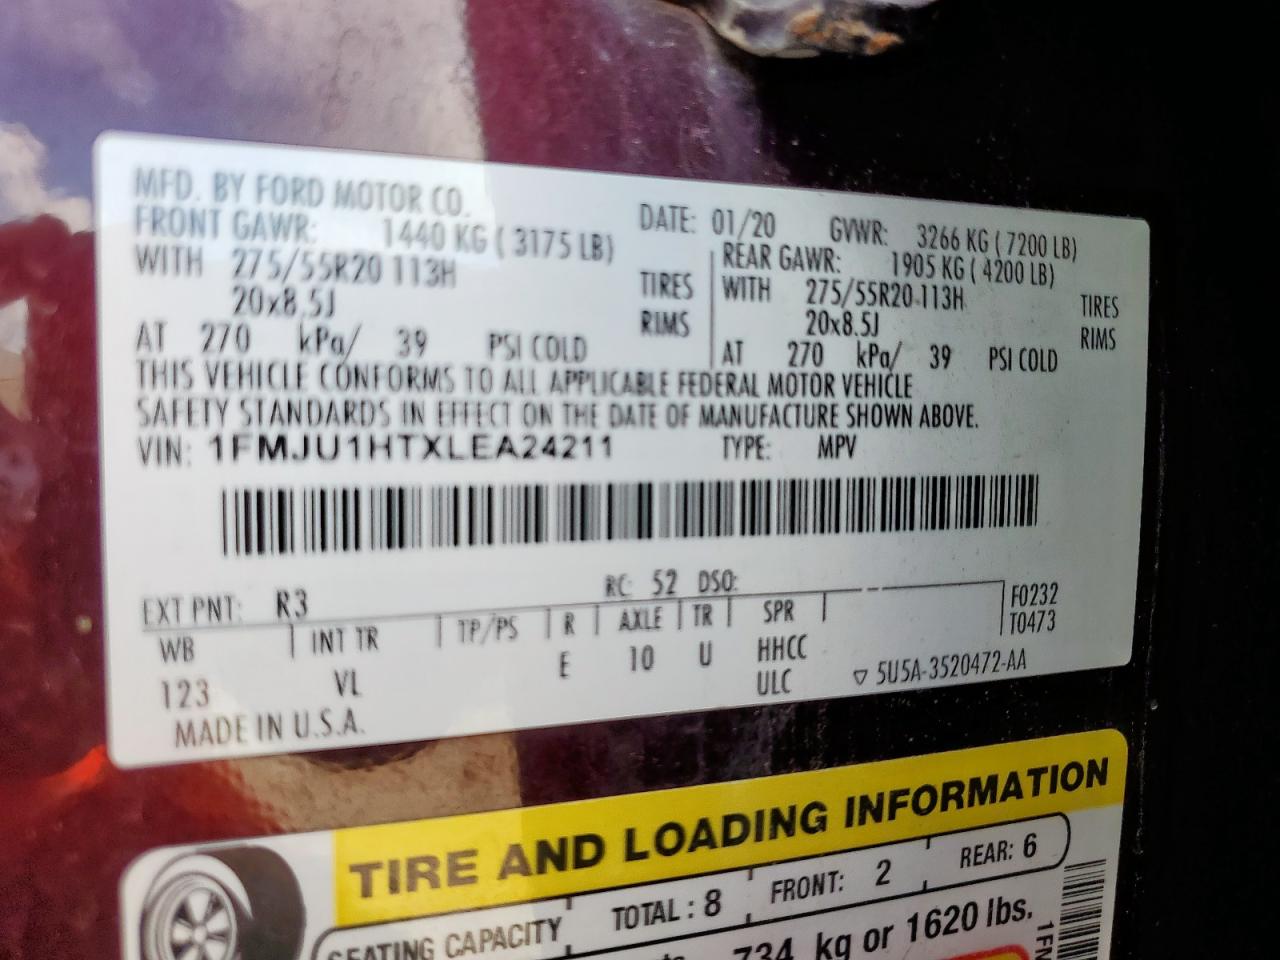 MFD. BY FORD MOTOR CO.
DATE: 01/20 GVWR: 3266 KG ( 7200 LB)
FRONT GAWR: 1440 KG ( 3175 LB) REAR GAWR: 1905 KG ( 4200 LB)
WITH 275/55R20 113H TIRES WITH 275/55R20 113H TIRES
20x8.5J RIMS 20x8.5J RIMS
AT 270 kPa/ 39 PSI COLD AT 270 kPa/ 39 PSI COLD
THIS VEHICLE CONFORMS TO ALL APPLICABLE FEDERAL MOTOR VEHICLE
SAFETY STANDARDS IN EFFECT ON THE DATE OF MANUFACTURE SHOWN ABOVE.
VIN: 1FMJU1HTXLEA24211 TYPE: MPV
EXT PNT: R3 RC: 52 DSO:
WB INT TR TP/PS R AXLE TR SPR F0232
T0473
123 VL E 10 U HHCC
ULC ▽ 5U5A-3520472-AA
MADE IN U.S.A.
TIRE AND LOADING INFORMATION
SEATING CAPACITY TOTAL : 8 FRONT: 2 REAR: 6
734 kg or 1620 lbs.